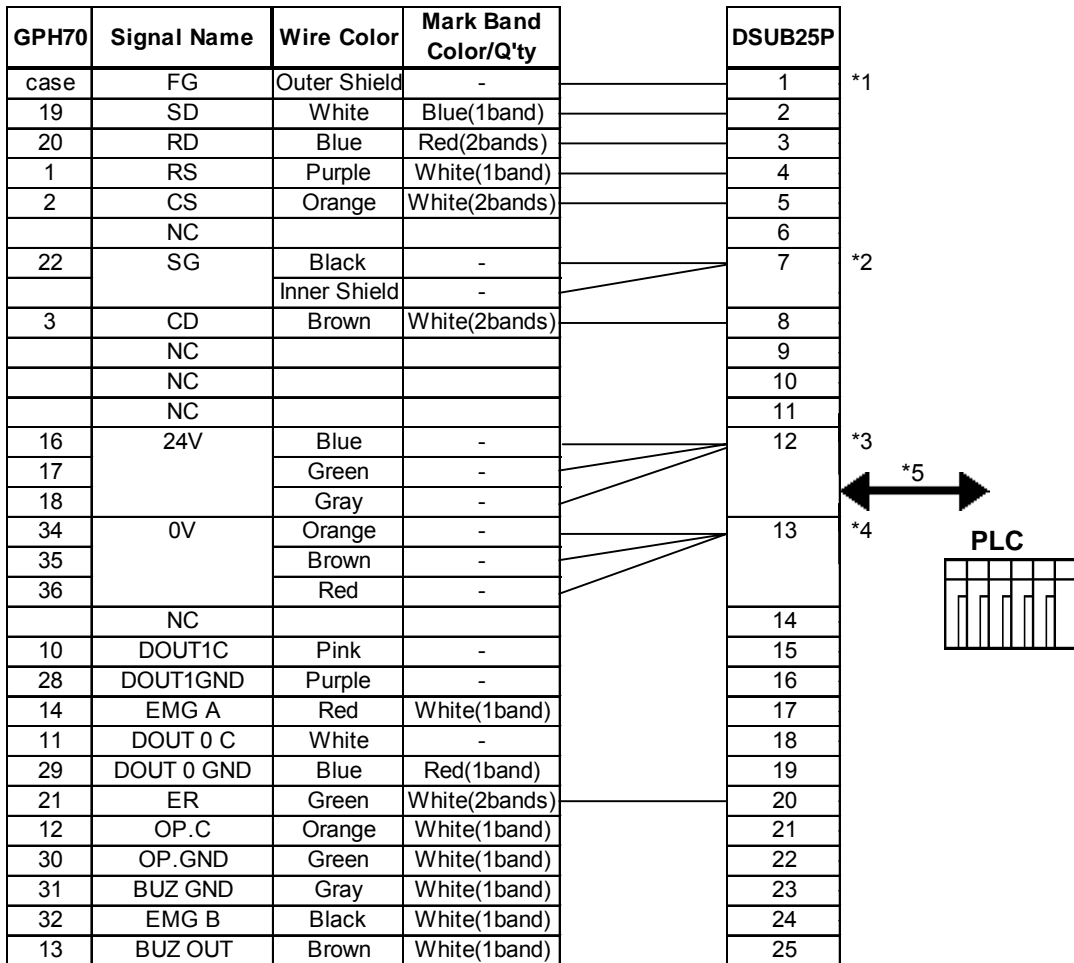 GPH70 Signal Name Wire Color Mark Band Color/Q'ty DSUB25P
case FG Outer Shield - 1 *1
19 SD White Blue(1band) 2
20 RD Blue Red(2bands) 3
1 RS Purple White(1band) 4
2 CS Orange White(2bands) 5
NC 6
22 SG Black - 7 *2
Inner Shield -
3 CD Brown White(2bands) 8
NC 9
NC 10
NC 11
16 24V Blue - 12 *3
17 Green - *5
18 Gray -
34 0V Orange - 13 *4
PLC
35 Brown -
36 Red -
NC 14
10 DOUT1C Pink - 15
28 DOUT1GND Purple - 16
14 EMG A Red White(1band) 17
11 DOUT 0 C White - 18
29 DOUT 0 GND Blue Red(1band) 19
21 ER Green White(2bands) 20
12 OP.C Orange White(1band) 21
30 OP.GND Green White(1band) 22
31 BUZ GND Gray White(1band) 23
32 EMG B Black White(1band) 24
13 BUZ OUT Brown White(1band) 25